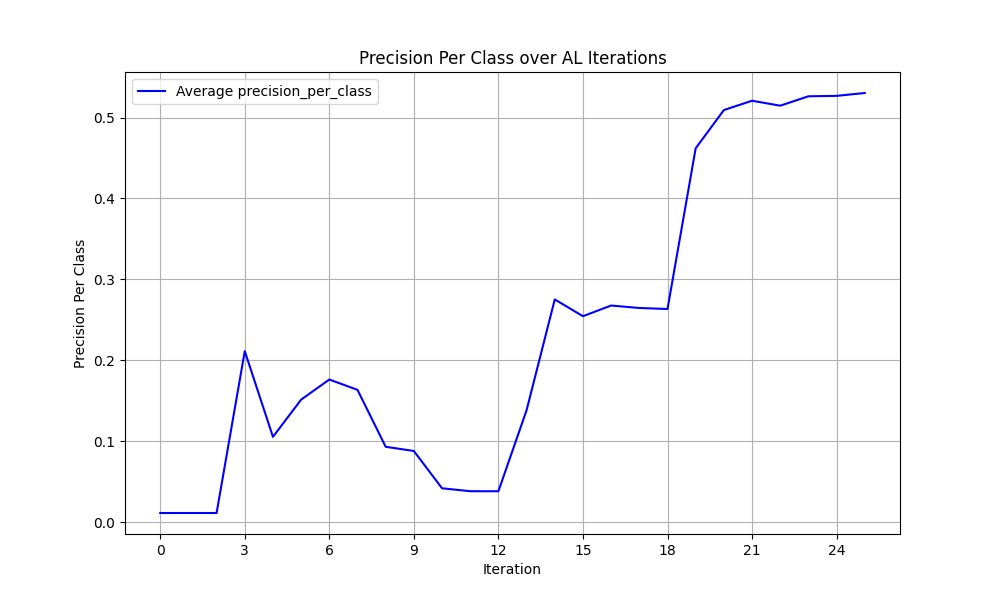 Precision Per Class over AL Iterations
Average precision_per_class
Precision Per Class
0.5
0.4
0.3
0.2
0.1
0.0
0 3 6 9 12 15 18 21 24
Iteration